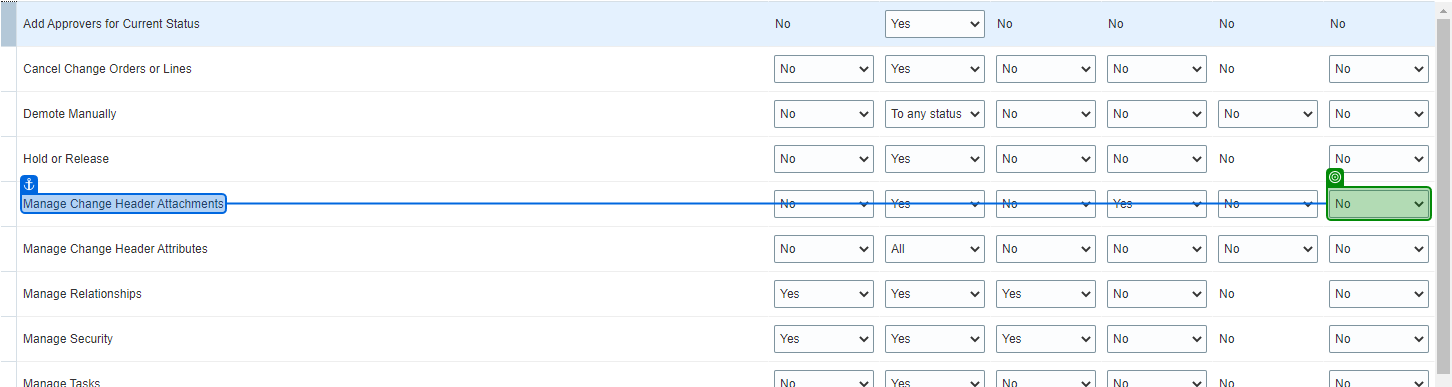 Add Approvers for Current Status No Yes No No No No
Cancel Change Orders or Lines No Yes No No No No
Demote Manually No To any status No No No No
Hold or Release No Yes No No No No
Manage Change Header Attachments No Yes No Yes No No
Manage Change Header Attributes No All No No No No
Manage Relationships Yes Yes Yes No No No
Manage Security Yes Yes Yes No No No
Manage Tasks No Yes No No No No